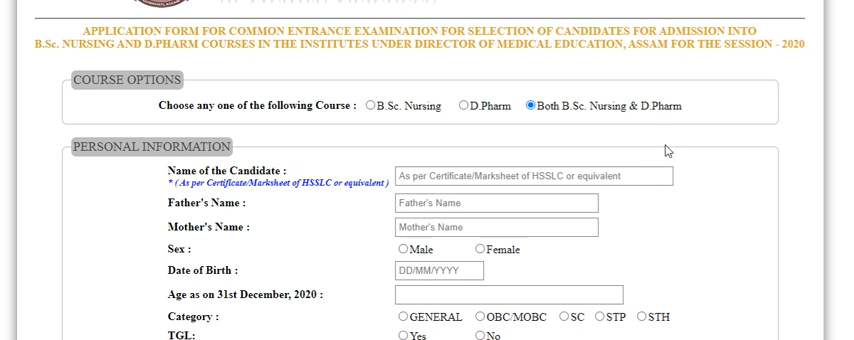 APPLICATION FORM FOR COMMON ENTRANCE EXAMINATION FOR SELECTION OF CANDIDATES FOR ADMISSION INTO
B.Sc. NURSING AND D.PHARM COURSES IN THE INSTITUTES UNDER DIRECTOR OF MEDICAL EDUCATION, ASSAM FOR THE SESSION - 2020
COURSE OPTIONS
Choose any one of the following Course : B.Sc. Nursing D.Pharm Both B.Sc. Nursing & D.Pharm
PERSONAL INFORMATION
Name of the Candidate : As per Certificate/Marksheet of HSSLC or equivalent
* ( As per Certificate/Marksheet of HSSLC or equivalent )
Father's Name : Father's Name
Mother's Name : Mother's Name
Sex : Male Female
Date of Birth : DD/MM/YYYY
Age as on 31st December, 2020 :
Category : GENERAL OBC/MOBC SC STP STH
TGL: Yes No